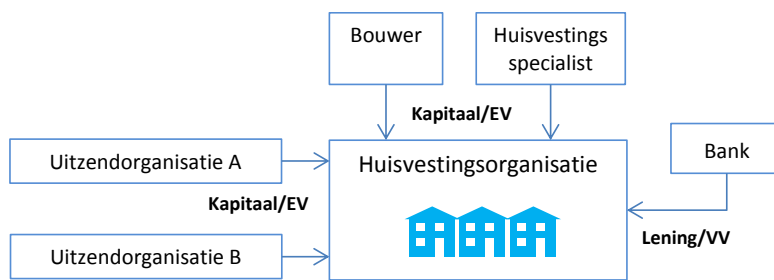 Bouwer
Huisvestings
specialist
Kapitaal/EV
Uitzendorganisatie A
Huisvestingsorganisatie
Bank
Kapitaal/EV
Lening/VV
Uitzendorganisatie B